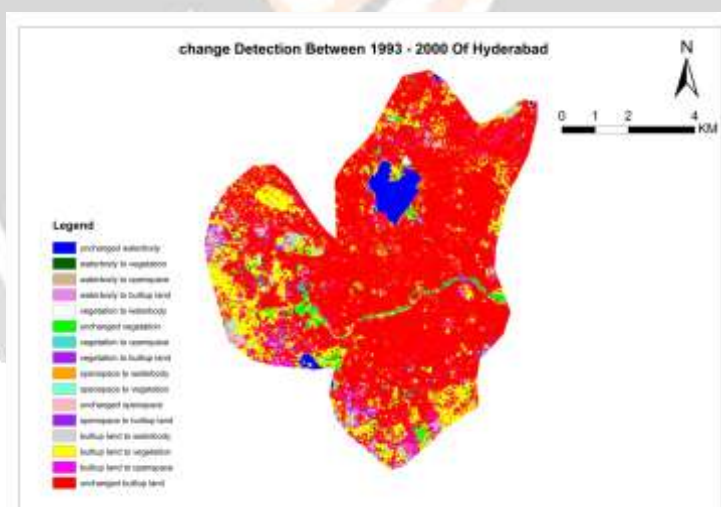 change Detection Between 1993 - 2000 Of Hyderabad
N
0 1 2 4
KM
Legend
unchanged waterbody
waterbody to vegetation
waterbody to openspace
waterbody to builtup land
vegetation to waterbody
unchanged vegetation
vegetation to openspace
vegetation to builtup land
openspace to waterbody
openspace to vegetation
unchanged openspace
openspace to builtup land
builtup land to waterbody
builtup land to vegetation
builtup land to openspace
unchanged builtup land